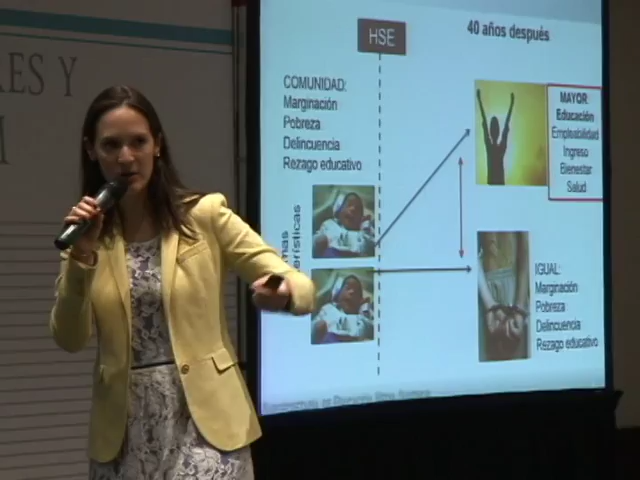 RES Y
M
HSE
40 años después
COMUNIDAD:
Marginación
Pobreza
Delincuencia
Rezago educativo
MAYOR
Educación
Empleabilidad
Ingreso
Bienestar
Salud
IGUAL:
Marginación
Pobreza
Delincuencia
Rezago educativo